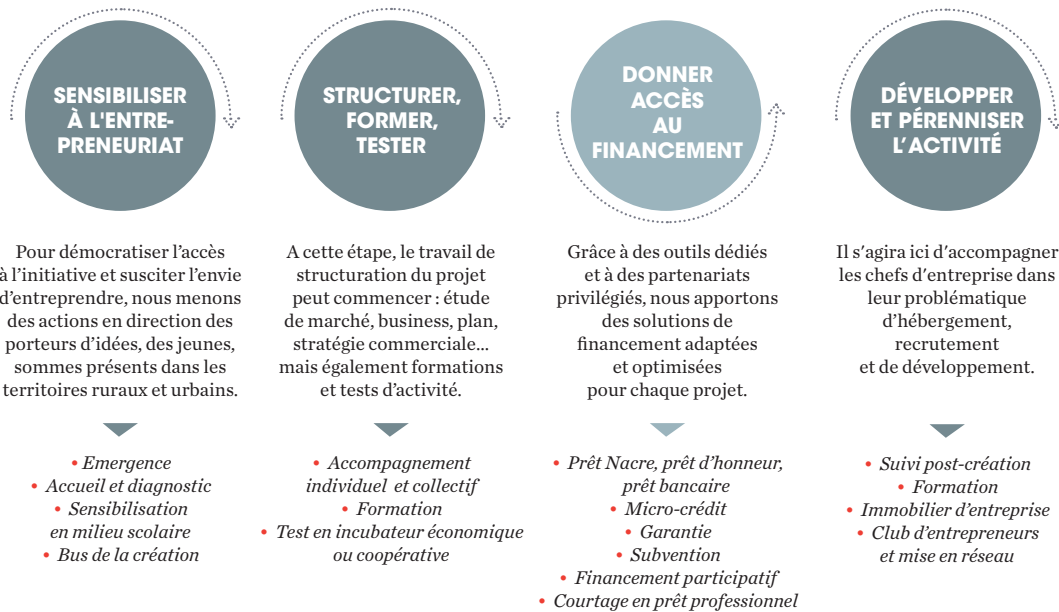 SENSIBILISER
À L'ENTRE-
PRENEURIAT
Pour démocratiser l’accès
à l’initiative et susciter l’envie
d’entreprendre, nous menons
des actions en direction des
porteurs d’idées, des jeunes,
sommes présents dans les
territoires ruraux et urbains.
• Emergence
• Accueil et diagnostic
• Sensibilisation
en milieu scolaire
• Bus de la création
STRUCTURER,
FORMER,
TESTER
A cette étape, le travail de
structuration du projet
peut commencer : étude
de marché, business, plan,
stratégie commerciale...
mais également formations
et tests d’activité.
• Accompagnement
individuel et collectif
• Formation
• Test en incubateur économique
ou coopérative
DONNER
ACCÈS
AU
FINANCEMENT
Grâce à des outils dédiés
et à des partenariats
privilégiés, nous apportons
des solutions de
financement adaptées
et optimisées
pour chaque projet.
• Prêt Nacre, prêt d’honneur,
prêt bancaire
• Micro-crédit
• Garantie
• Subvention
• Financement participatif
• Courtage en prêt professionnel
DÉVELOPPER
ET PÉRENNISER
L’ACTIVITÉ
Il s'agira ici d'accompagner
les chefs d'entreprise dans
leur problématique
d’hébergement,
recrutement
et de développement.
• Suivi post-création
• Formation
• Immobilier d’entreprise
• Club d’entrepreneurs
et mise en réseau